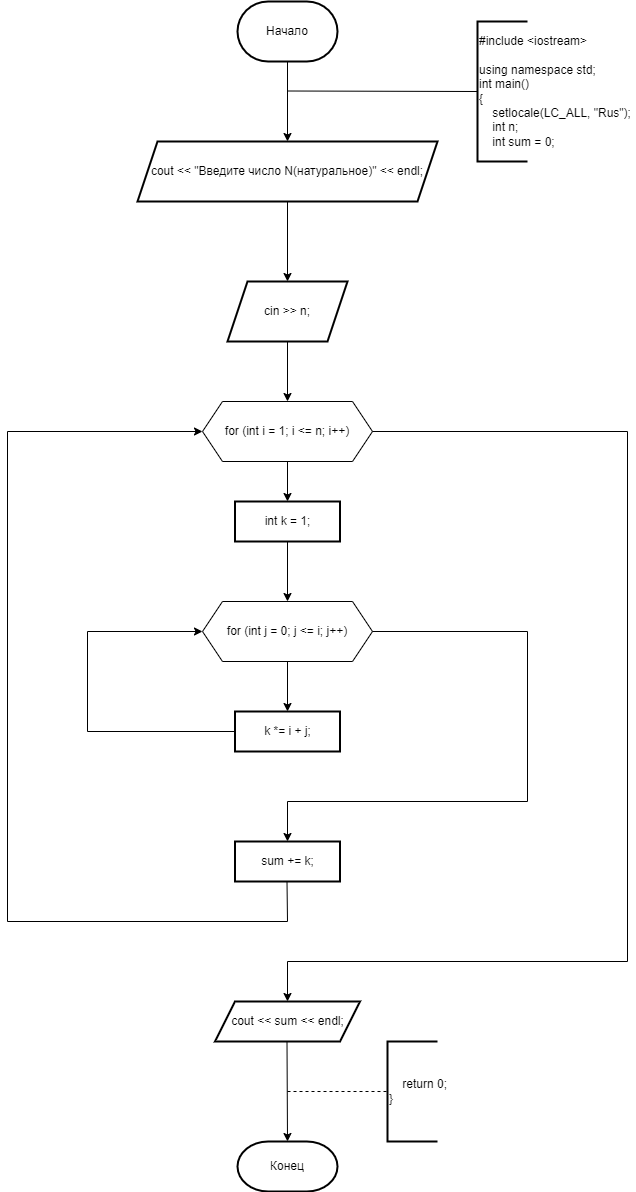 Начало
#include <iostream>
using namespace std;
int main()
{
setlocale(LC_ALL, "Rus");
int n;
int sum = 0;
cout << "Введите число N(натуральное)" << endl;
cin >> n;
for (int i = 1; i <= n; i++)
int k = 1;
for (int j = 0; j <= i; j++)
k *= i + j;
sum += k;
cout << sum << endl;
return 0;
}
Конец